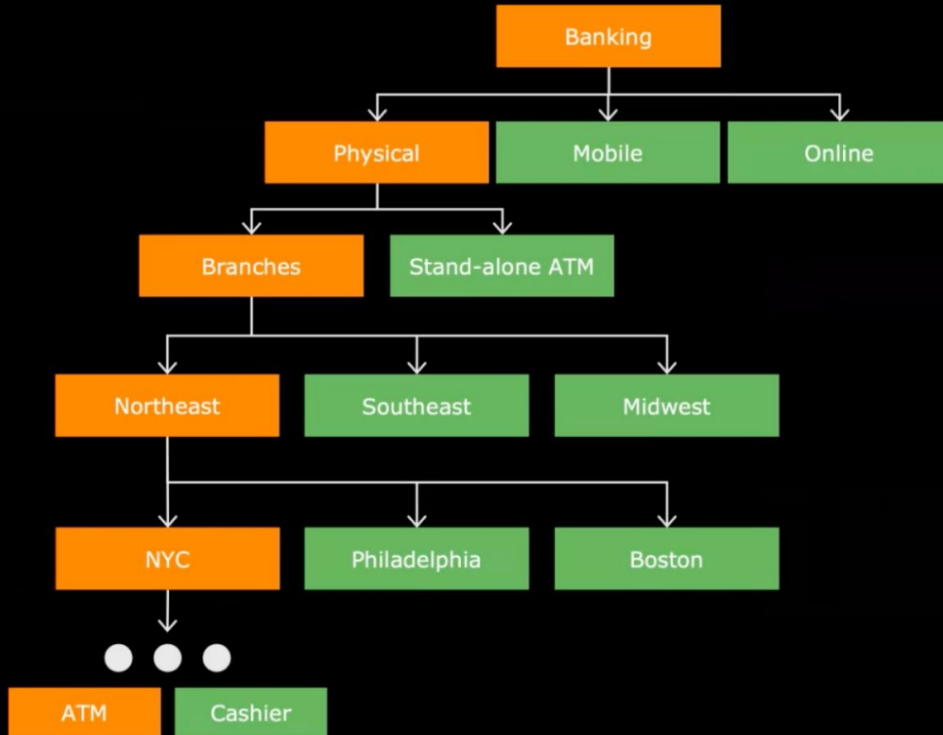 Banking
Physical
Mobile
Online
Branches
Stand-alone ATM
Northeast
Southeast
Midwest
NYC
Philadelphia
Boston
ATM
Cashier